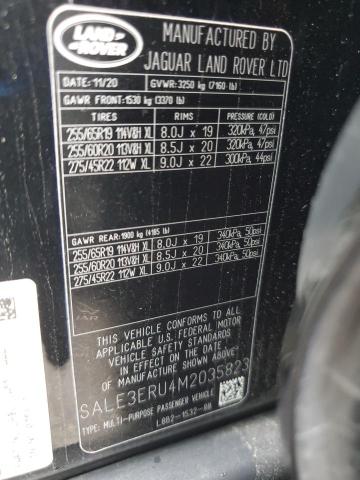 LAND ROVER
MANUFACTURED BY
JAGUAR LAND ROVER LTD
DATE: 11/20 GVWR: 3250 kg (7160 lb)
GAWR FRONT: 1530 kg (3370 lb)
TIRES RIMS PRESSURE (COLD)
255/65R19 114V&H XL 8.0J x 19 320kPa, 47psi
255/60R20 113V&H XL 8.5J x 20 320kPa, 47psi
275/45R22 112W XL 9.0J x 22 300kPa, 44psi
GAWR REAR: 1900 kg (4185 lb)
255/65R19 114V&H XL 8.0J x 19 340kPa, 50psi
255/60R20 113V&H XL 8.5J x 20 340kPa, 50psi
275/45R22 112W XL 9.0J x 22 340kPa, 50psi
JAR
THIS VEHICLE CONFORMS TO ALL
APPLICABLE U.S. FEDERAL MOTOR
VEHICLE SAFETY STANDARDS
IN EFFECT ON THE DATE
OF MANUFACTURE SHOWN ABOVE.
SALE3ERU4M2035823
TYPE: MULTI-PURPOSE PASSENGER VEHICLE
L8B2-1532-BB